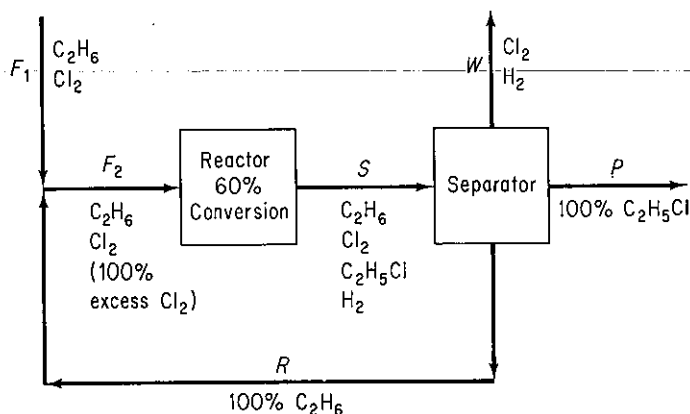 F₁
C₂H₆
Cl₂
F₂
C₂H₆
Cl₂
(100%
excess Cl₂)
Reactor
60%
Conversion
S
C₂H₆
Cl₂
C₂H₅Cl
H₂
W
Cl₂
H₂
Separator
P
100% C₂H₅Cl
R
100% C₂H₆